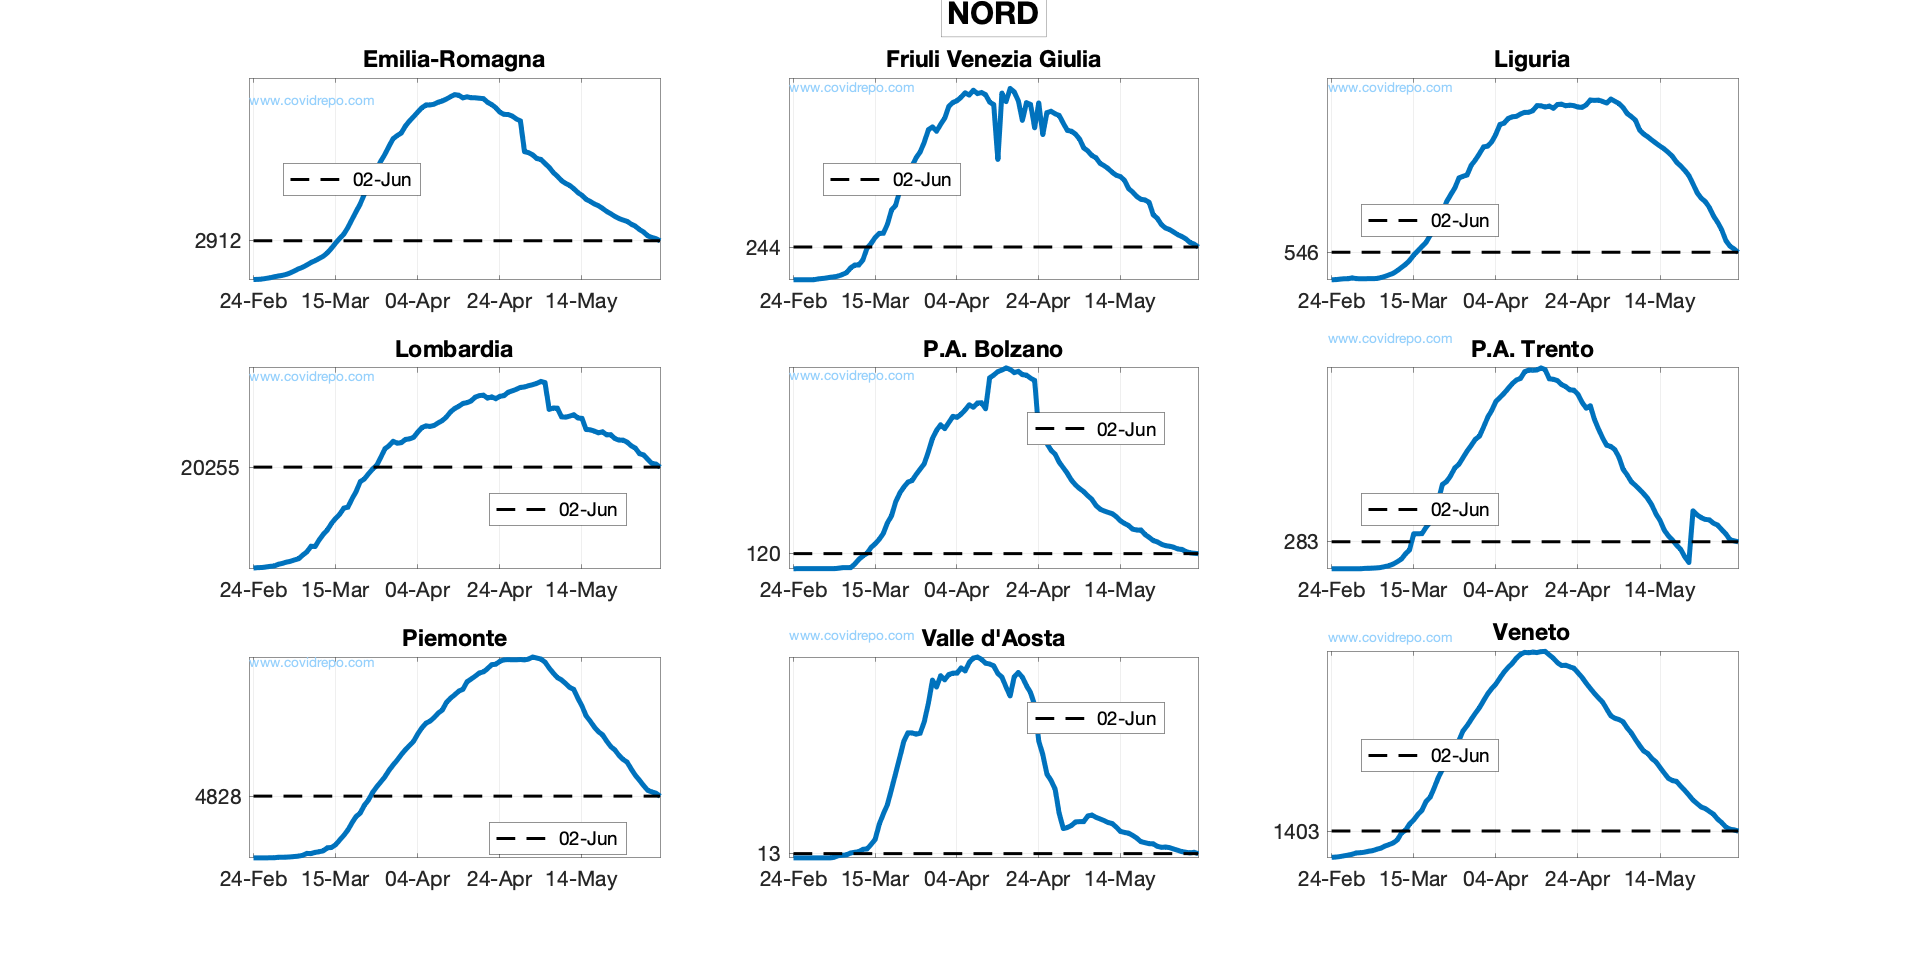 NORD
Emilia-Romagna
www.covidrepo.com
02-Jun
2912
24-Feb 15-Mar 04-Apr 24-Apr 14-May
Friuli Venezia Giulia
www.covidrepo.com
02-Jun
244
24-Feb 15-Mar 04-Apr 24-Apr 14-May
Liguria
www.covidrepo.com
02-Jun
546
24-Feb 15-Mar 04-Apr 24-Apr 14-May
Lombardia
www.covidrepo.com
20255
02-Jun
24-Feb 15-Mar 04-Apr 24-Apr 14-May
P.A. Bolzano
www.covidrepo.com
02-Jun
120
24-Feb 15-Mar 04-Apr 24-Apr 14-May
www.covidrepo.com
P.A. Trento
02-Jun
283
24-Feb 15-Mar 04-Apr 24-Apr 14-May
Piemonte
www.covidrepo.com
4828
02-Jun
24-Feb 15-Mar 04-Apr 24-Apr 14-May
www.covidrepo.com
Valle d'Aosta
02-Jun
13
24-Feb 15-Mar 04-Apr 24-Apr 14-May
www.covidrepo.com
Veneto
02-Jun
1403
24-Feb 15-Mar 04-Apr 24-Apr 14-May